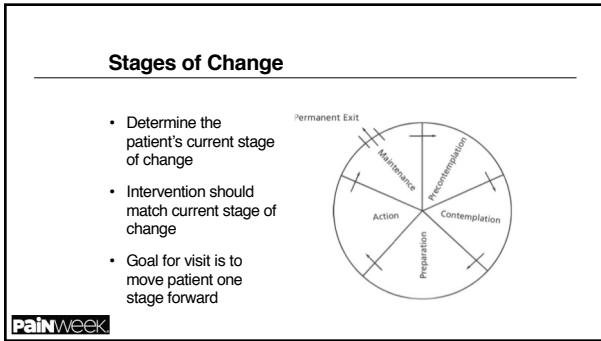 Stages of Change
• Determine the
patient's current stage
of change
• Intervention should
match current stage of
change
• Goal for visit is to
move patient one
stage forward
Permanent Exit
Maintenance
Precontemplation
Action
Contemplation
Preparation
PaiNWeeK.